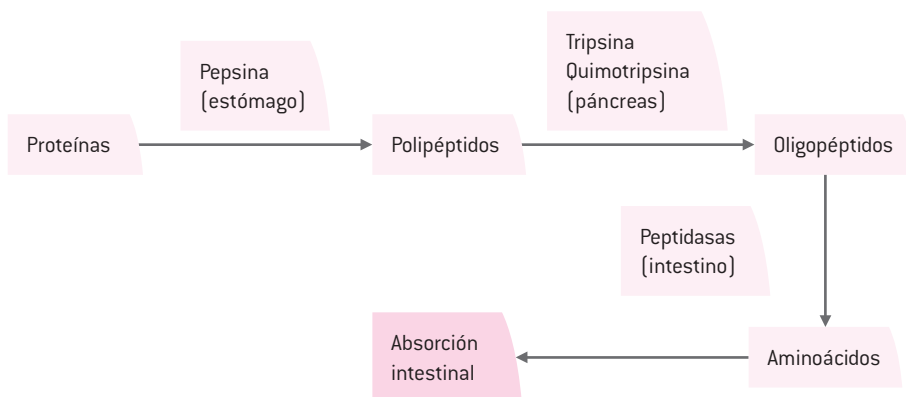 Proteínas
Pepsina
(estómago)
Polipéptidos
Tripsina
Quimotripsina
(páncreas)
Oligopéptidos
Peptidasas
(intestino)
Aminoácidos
Absorción
intestinal